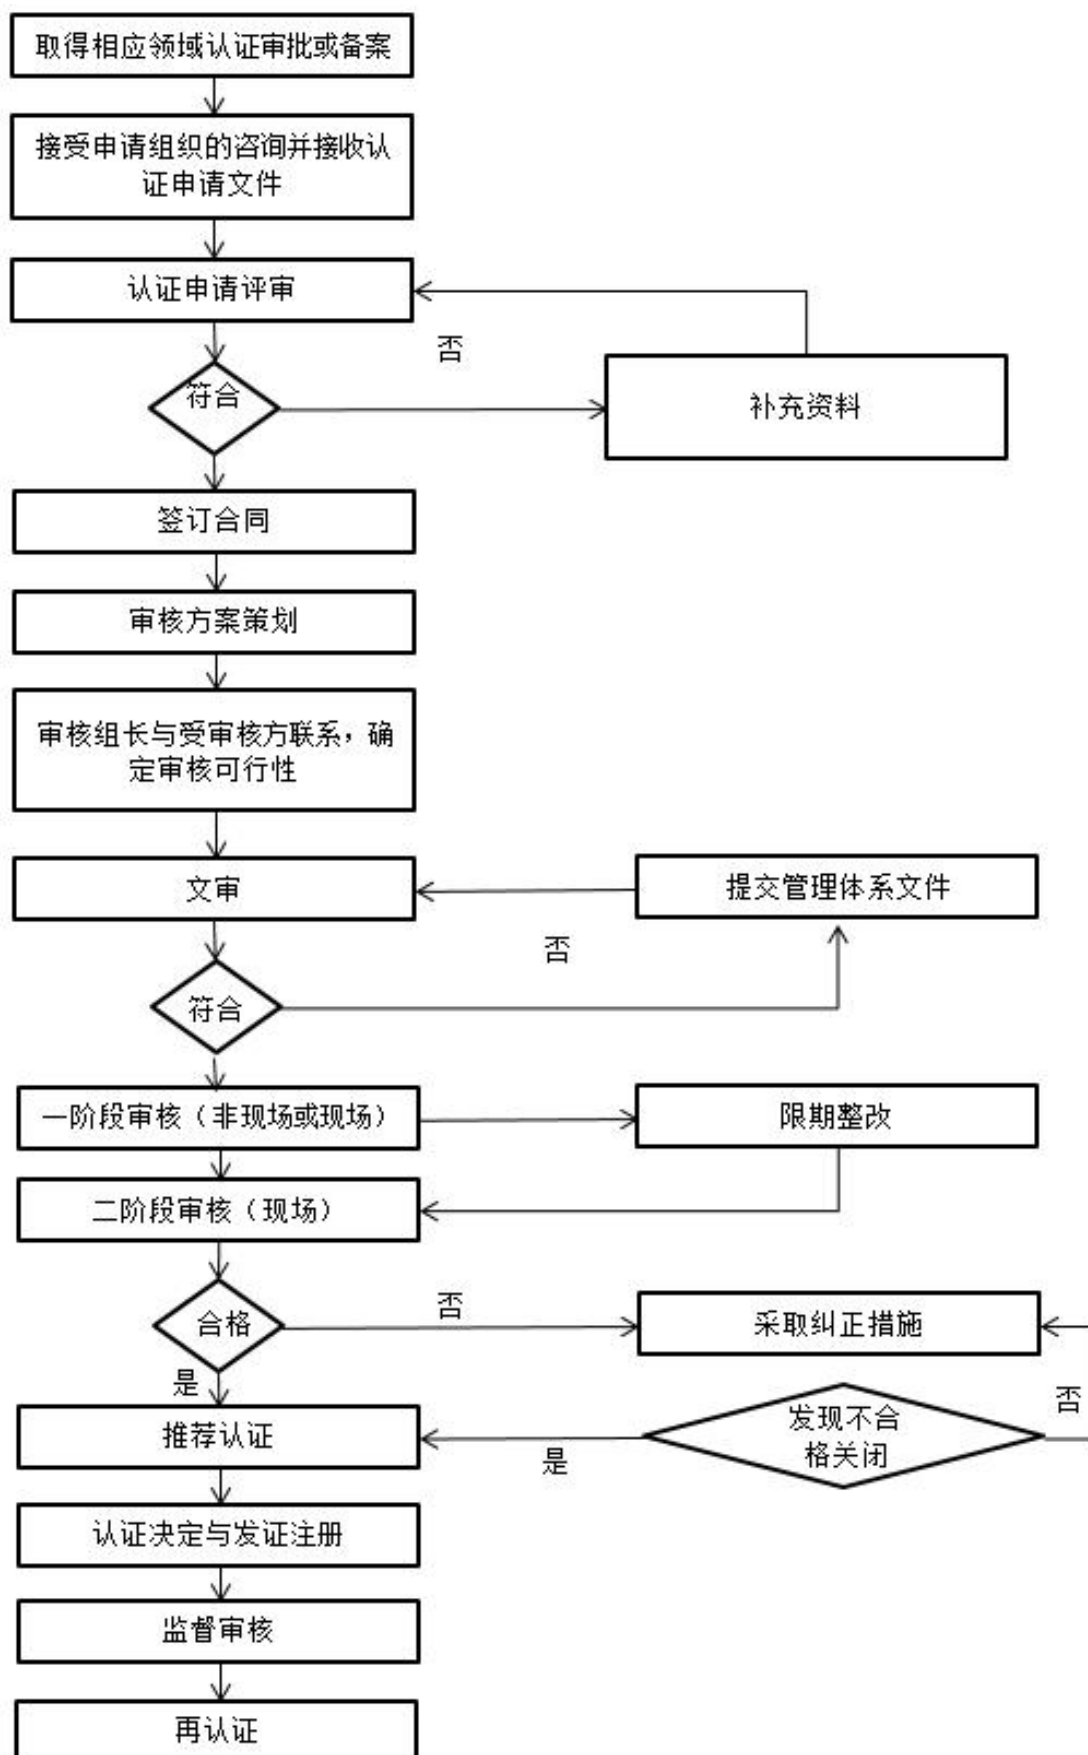 取得相应领域认证审批或备案
接受申请组织的咨询并接收认
证申请文件
认证申请评审
否
符合
补充资料
签订合同
审核方案策划
审核组长与受审核方联系，确
定审核可行性
文审
提交管理体系文件
否
符合
一阶段审核（非现场或现场）
限期整改
二阶段审核（现场）
合格
否
采取纠正措施
是
推荐认证
是
发现不合
格关闭
否
认证决定与发证注册
监督审核
再认证